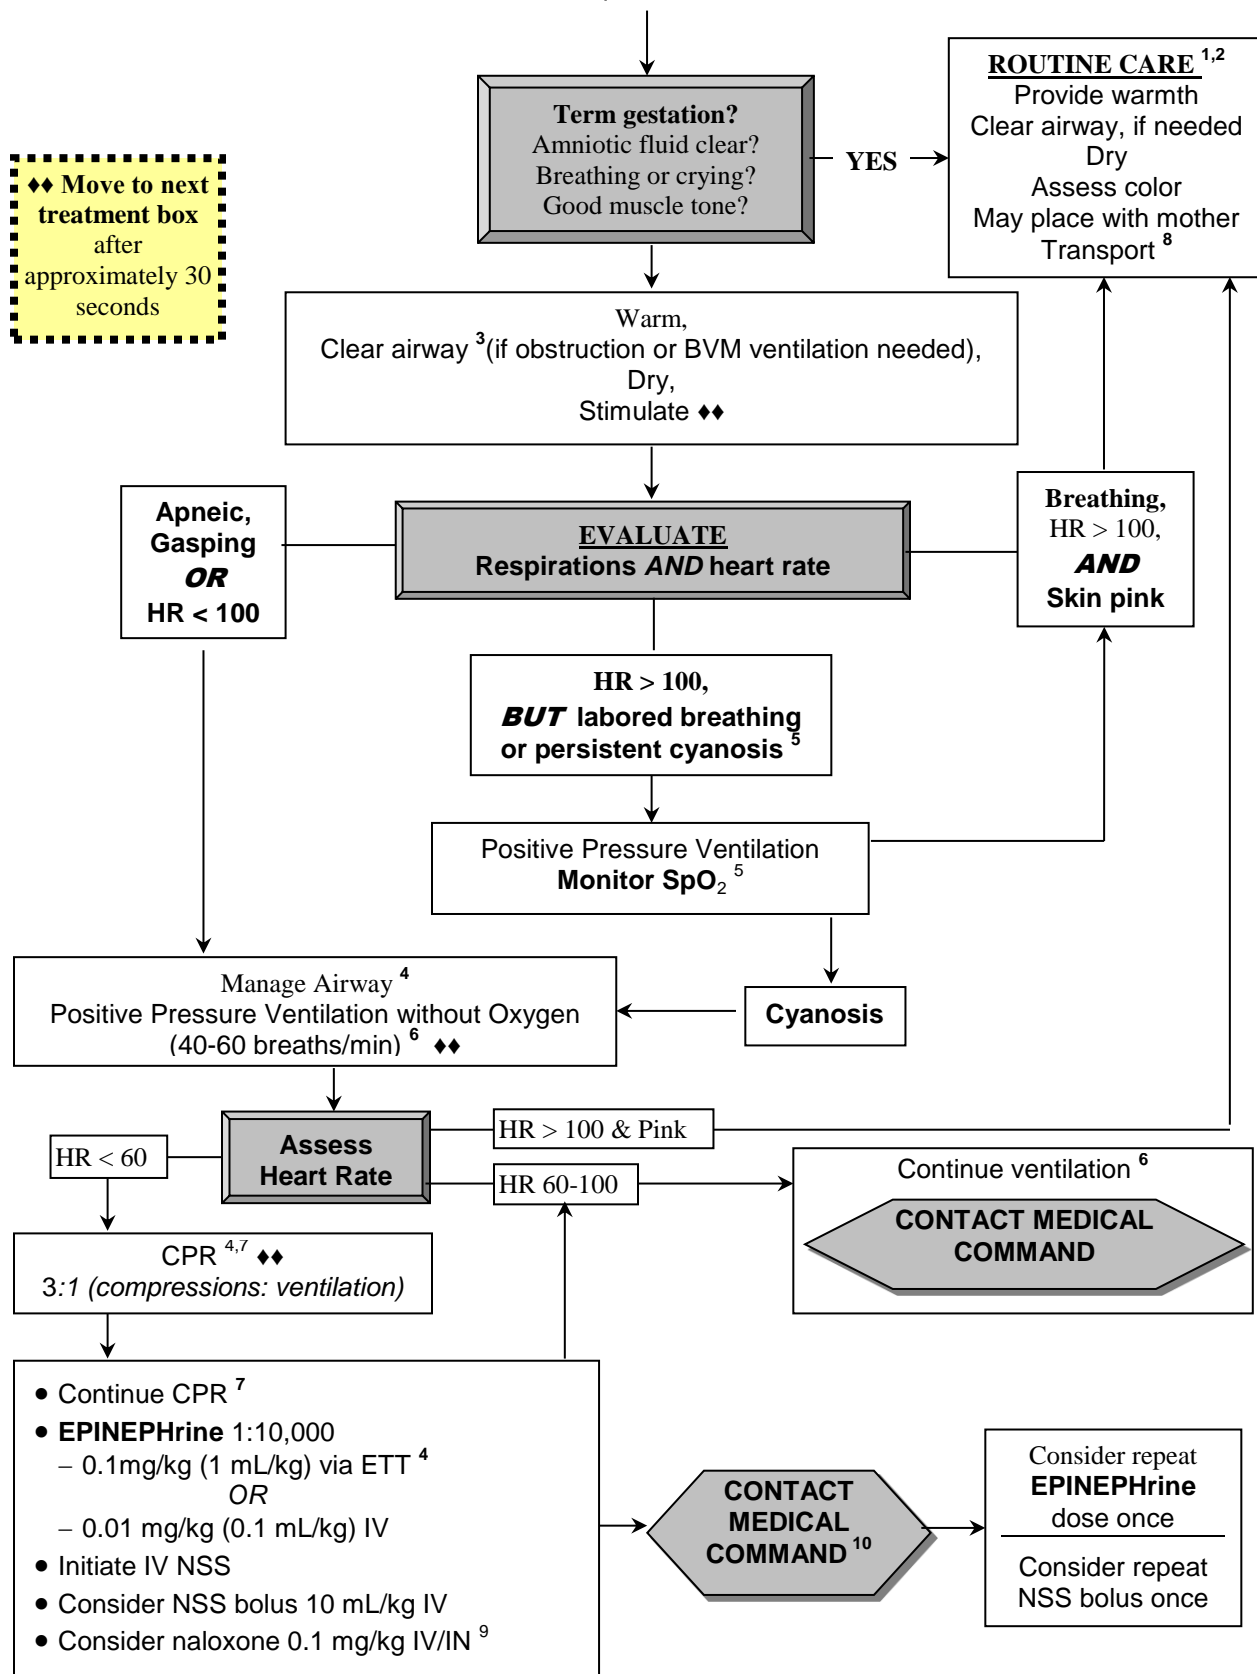 Term gestation?
Amniotic fluid clear?
Breathing or crying?
Good muscle tone?
YES
ROUTINE CARE 1,2
Provide warmth
Clear airway, if needed
Dry
Assess color
May place with mother
Transport 8
♦♦ Move to next
treatment box
after
approximately 30
seconds
Warm,
Clear airway 3(if obstruction or BVM ventilation needed),
Dry,
Stimulate ♦♦
Apneic,
Gasping
OR
HR < 100
EVALUATE
Respirations AND heart rate
Breathing,
HR > 100,
AND
Skin pink
HR > 100,
BUT labored breathing
or persistent cyanosis 5
Positive Pressure Ventilation
Monitor SpO2 5
Manage Airway 4
Positive Pressure Ventilation without Oxygen
(40-60 breaths/min) 6 ♦♦
Cyanosis
Assess
Heart Rate
HR > 100 & Pink
HR < 60
HR 60-100
Continue ventilation 6
CONTACT MEDICAL
COMMAND
CPR 4,7 ♦♦
3:1 (compressions: ventilation)
• Continue CPR 7
• EPINEPHrine 1:10,000
– 0.1mg/kg (1 mL/kg) via ETT 4
OR
– 0.01 mg/kg (0.1 mL/kg) IV
• Initiate IV NSS
• Consider NSS bolus 10 mL/kg IV
• Consider naloxone 0.1 mg/kg IV/IN 9
CONTACT
MEDICAL
COMMAND 10
Consider repeat
EPINEPHrine
dose once
Consider repeat
NSS bolus once